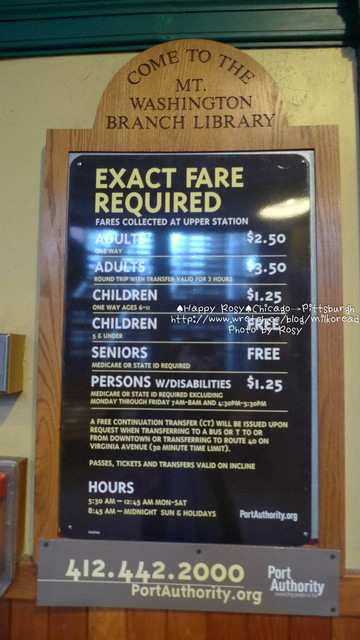 COME TO THE
MT.
WASHINGTON
BRANCH LIBRARY
EXACT FARE
REQUIRED
FARES COLLECTED AT UPPER STATION
ADULTS $2.50
ONE WAY
ADULTS $3.50
ROUND TRIP WITH TRANSFER VALID FOR 3 HOURS
CHILDREN $1.25
ONE WAY AGES 6-11
♠Happy Rosy♠Chicago→Pittsburgh
CHILDREN FREE
http://www.wretch.cc/blog/milkoread
5 & UNDER
Photo by Rosy
SENIORS FREE
MEDICARE OR STATE ID REQUIRED
PERSONS W/DISABILITIES $1.25
MEDICARE OR STATE ID REQUIRED EXCLUDING
MONDAY THROUGH FRIDAY 7AM-8AM AND 4:30PM-5:30PM
A FREE CONTINUATION TRANSFER (CT) WILL BE ISSUED UPON
REQUEST WHEN TRANSFERRING TO A BUS OR T TO OR
FROM DOWNTOWN OR TRANSFERRING TO ROUTE 40 ON
VIRGINIA AVENUE (30 MINUTE TIME LIMIT).
PASSES, TICKETS AND TRANSFERS VALID ON INCLINE
HOURS
5:30 AM – 12:45 AM MON-SAT
8:45 AM – MIDNIGHT SUN & HOLIDAYS
PortAuthority.org
412.442.2000
PortAuthority.org
Port
Authority